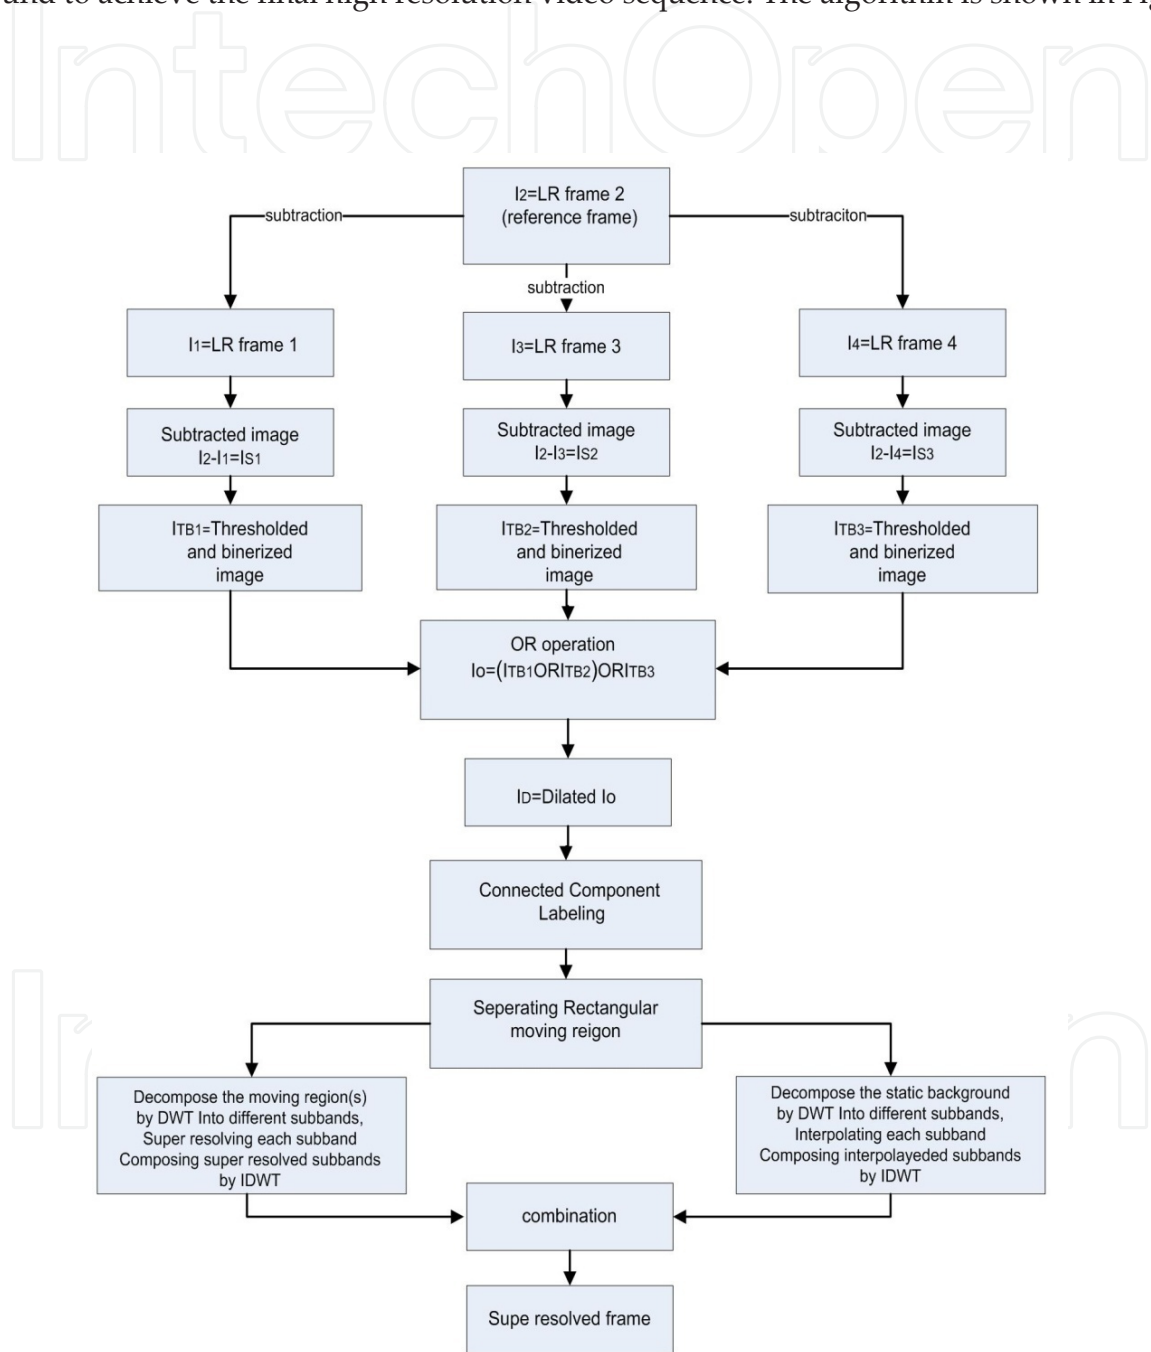 and to achieve the final high resolution video sequence. The algorithm is shown in Fig
IntechOpen
I2=LR frame 2
(reference frame)
subtraction
subtraciton
subtraction
I1=LR frame 1
I3=LR frame 3
I4=LR frame 4
Subtracted image
I2-I1=IS1
Subtracted image
I2-I3=IS2
Subtracted image
I2-I4=IS3
ITB1=Thresholded
and binerized
image
ITB2=Thresholded
and binerized
image
ITB3=Thresholded
and binerized
image
OR operation
Io=(ITB1ORITB2)ORITB3
ID=Dilated Io
Connected Component
Labeling
Seperating Rectangular
moving reigon
Decompose the moving region(s)
by DWT Into different subbands,
Super resolving each subband
Composing super resolved subbands
by IDWT
Decompose the static background
by DWT Into different subbands,
Interpolating each subband
Composing interpolayeded subbands
by IDWT
combination
Supe resolved frame